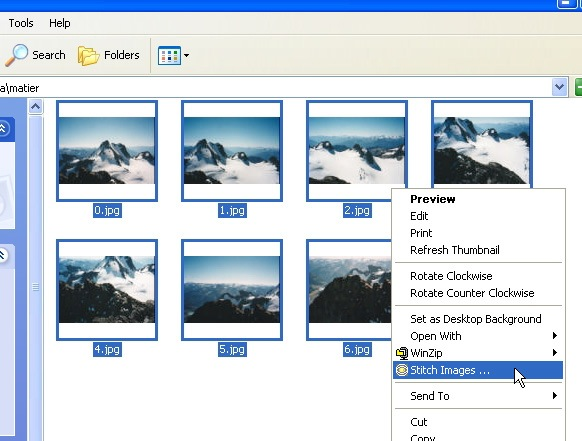 Tools Help
Search Folders
a\matier
0.jpg 1.jpg 2.jpg
Preview
Edit
Print
Refresh Thumbnail
Rotate Clockwise
Rotate Counter Clockwise
Set as Desktop Background
Open With
WinZip
Stitch Images ...
Send To
Cut
Copy
4.jpg 5.jpg 6.jpg